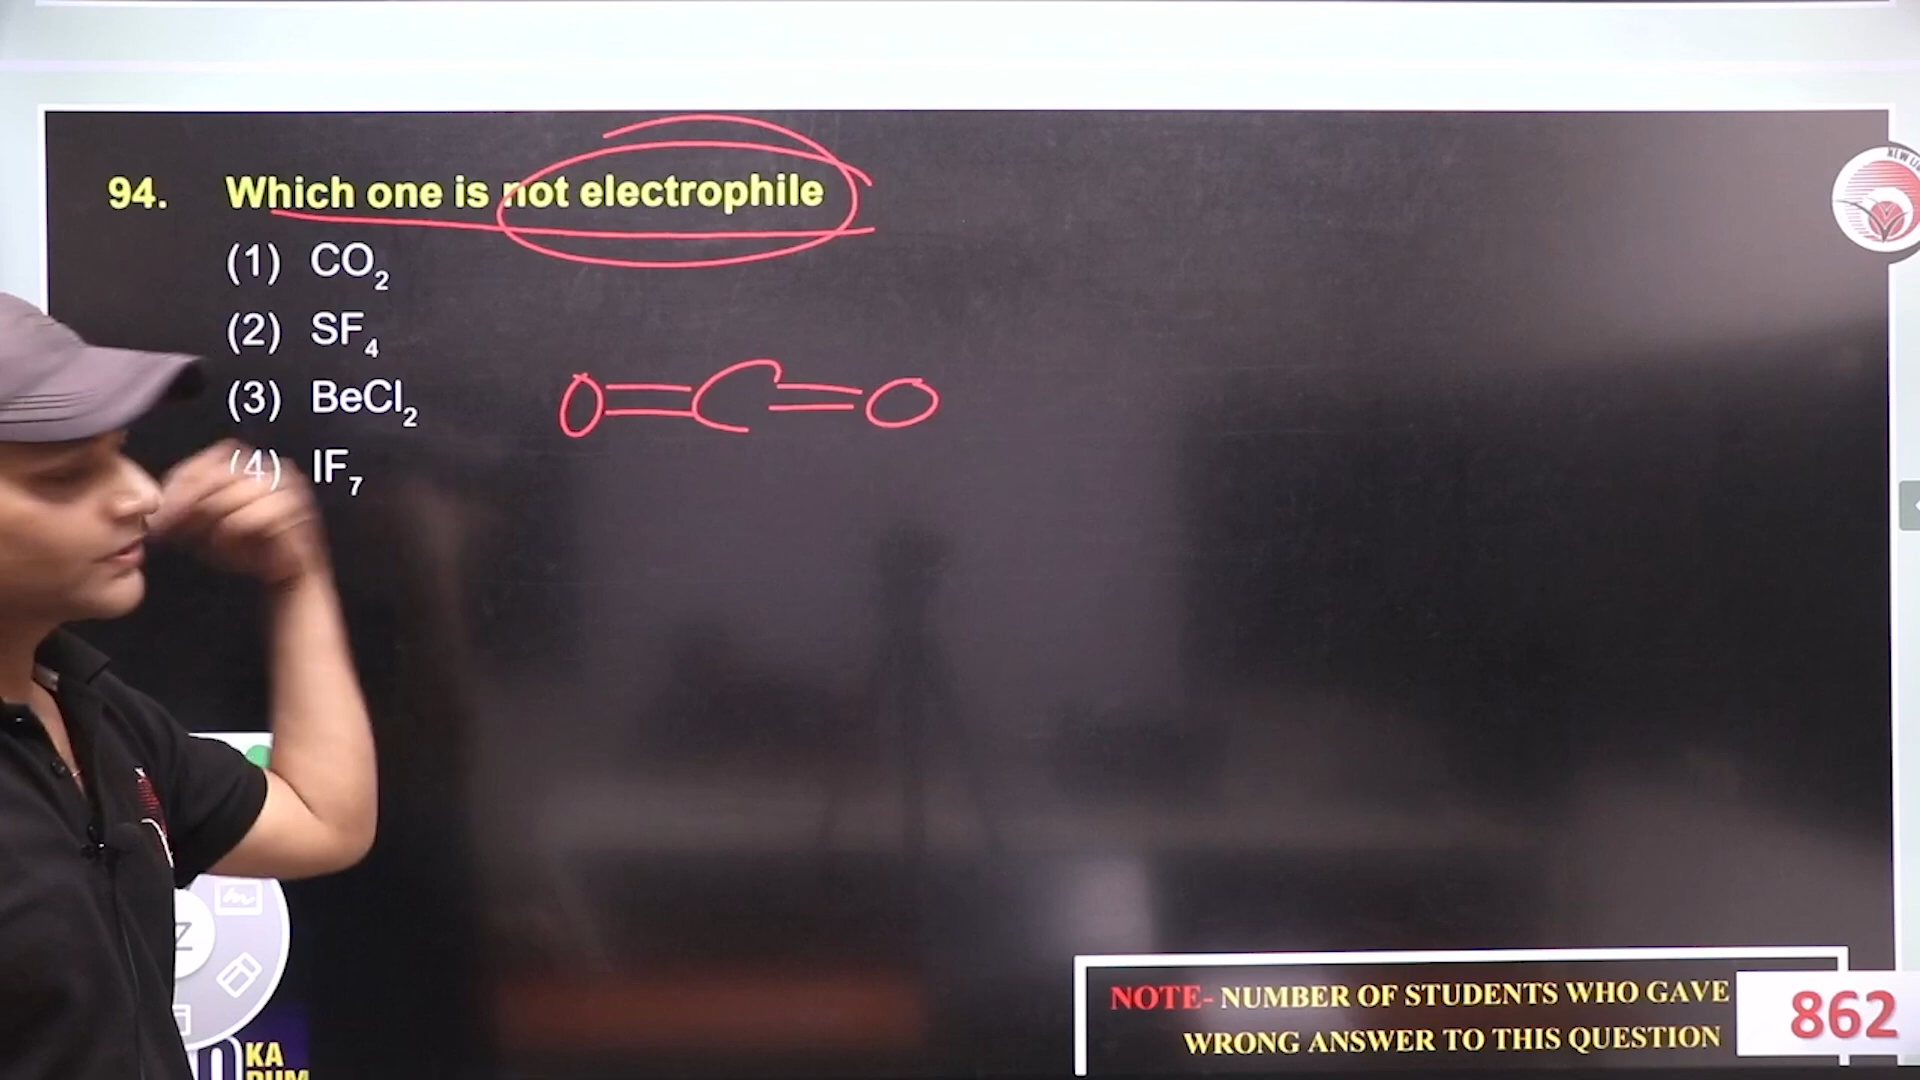 94. Which one is not electrophile
(1) CO₂
(2) SF₄
(3) BeCl₂
(4) IF₇
O=C=O
Z
KA
NOTE- NUMBER OF STUDENTS WHO GAVE
WRONG ANSWER TO THIS QUESTION
862